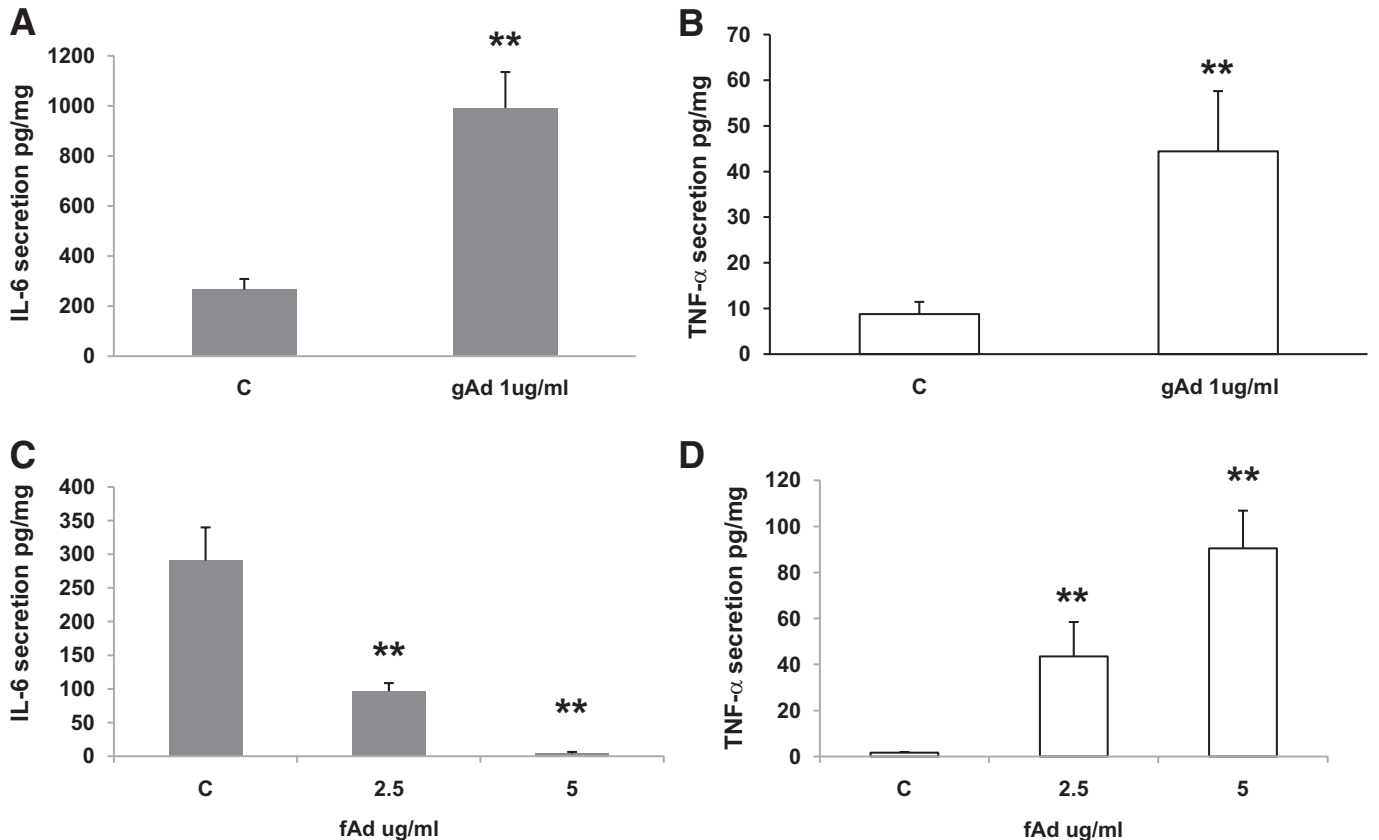 A
IL-6 secretion pg/mg
1200
1000
800
600
400
200
0
**
C
gAd 1ug/ml
B
TNF-α secretion pg/mg
70
60
50
40
30
20
10
0
**
C
gAd 1ug/ml
C
IL-6 secretion pg/mg
400
350
300
250
200
150
100
50
0
**
**
C
2.5
5
fAd ug/ml
D
TNF-α secretion pg/mg
120
100
80
60
40
20
0
**
**
C
2.5
5
fAd ug/ml